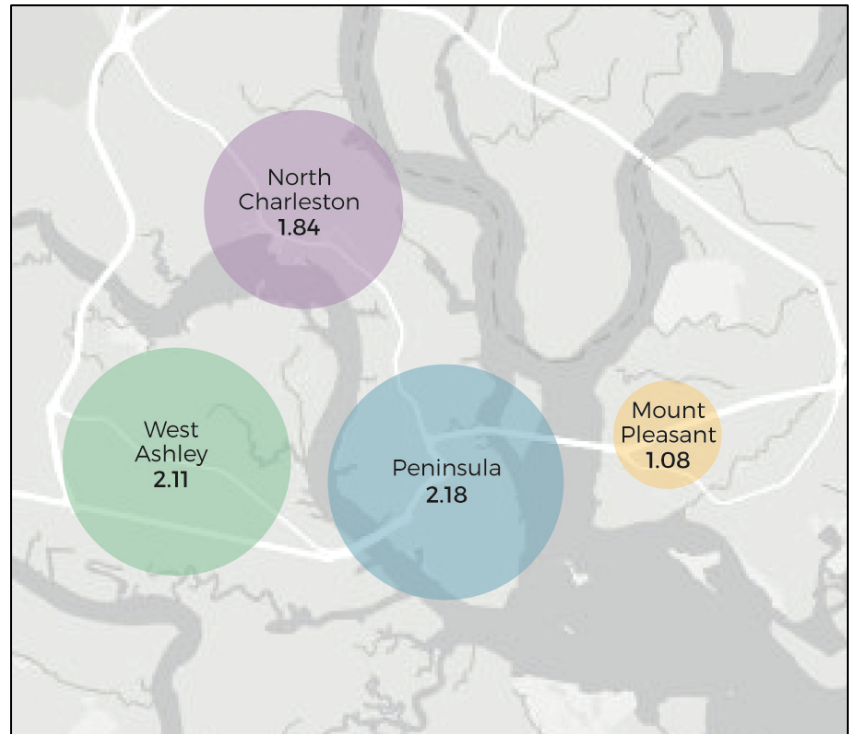 North
Charleston
1.84
West
Ashley
2.11
Peninsula
2.18
Mount
Pleasant
1.08